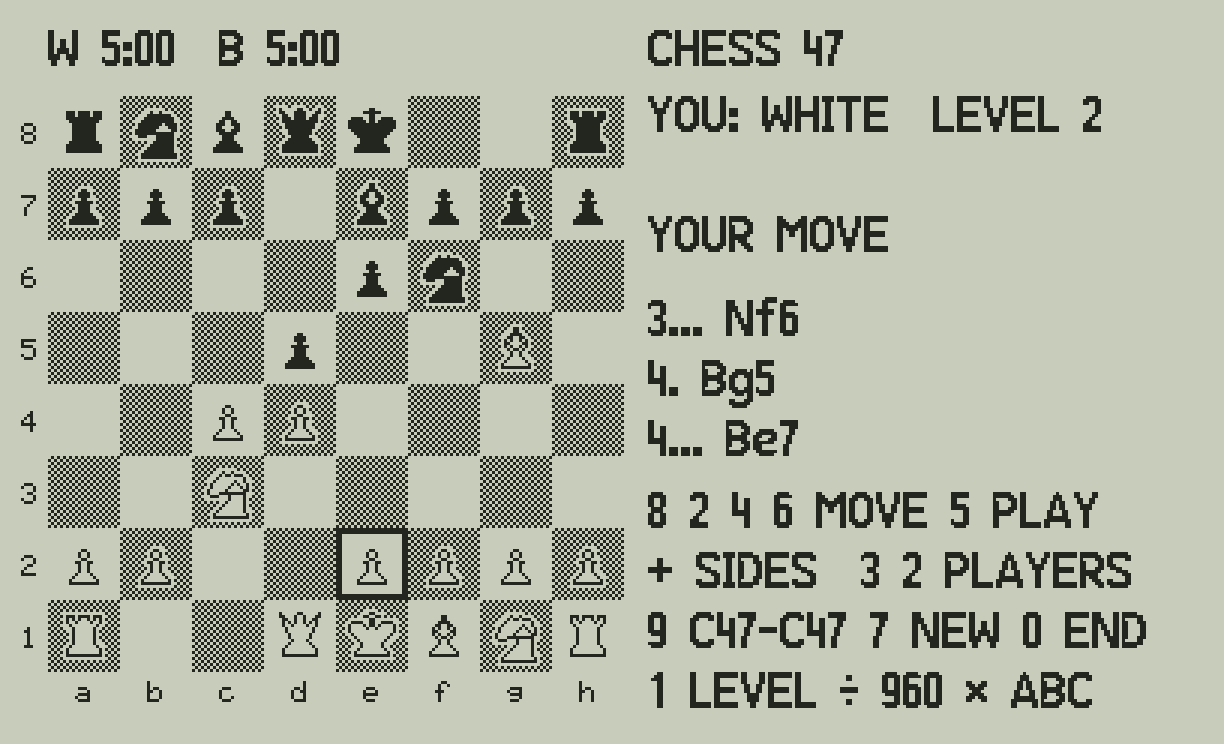 W 5:00 B 5:00
8
7
6
5
4
3
2
1
a b c d e f g h
CHESS 47
YOU: WHITE LEVEL 2
YOUR MOVE
3... Nf6
4. Bg5
4... Be7
8 2 4 6 MOVE 5 PLAY
+ SIDES 3 2 PLAYERS
9 C47-C47 7 NEW 0 END
1 LEVEL ÷ 960 × ABC